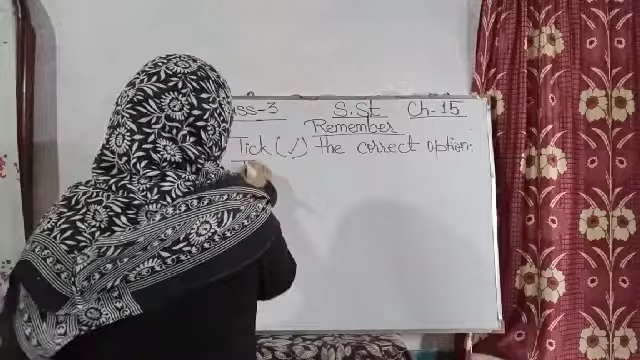 ss-3 S.St Ch-15
Remember
Tick (✓) the correct option: